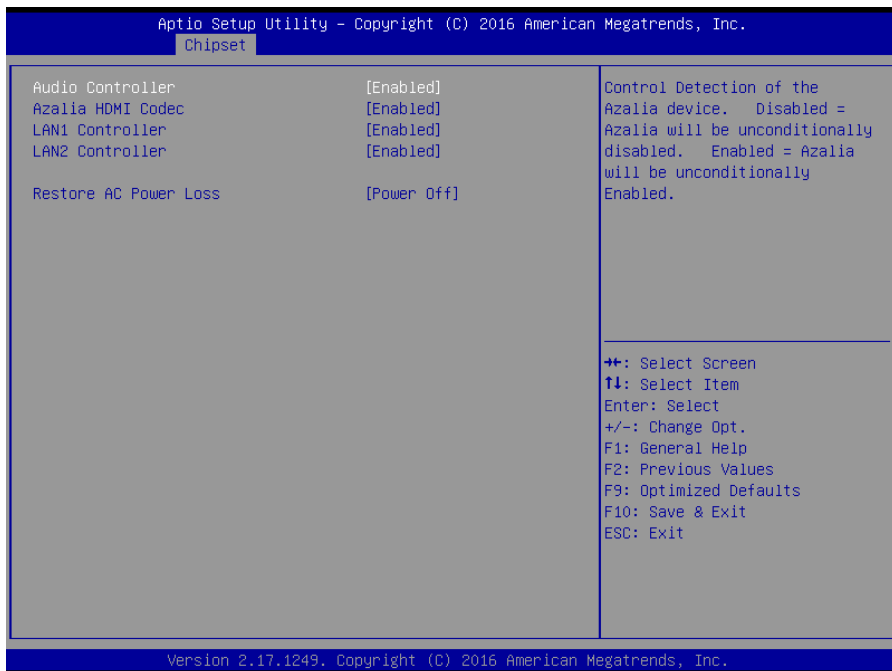 Aptio Setup Utility – Copyright (C) 2016 American Megatrends, Inc.
Chipset
Audio Controller [Enabled]
Azalia HDMI Codec [Enabled]
LAN1 Controller [Enabled]
LAN2 Controller [Enabled]
Restore AC Power Loss [Power Off]
Control Detection of the
Azalia device. Disabled =
Azalia will be unconditionally
disabled. Enabled = Azalia
will be unconditionally
Enabled.
→←: Select Screen
↑↓: Select Item
Enter: Select
+/-: Change Opt.
F1: General Help
F2: Previous Values
F9: Optimized Defaults
F10: Save & Exit
ESC: Exit
Version 2.17.1249. Copyright (C) 2016 American Megatrends, Inc.